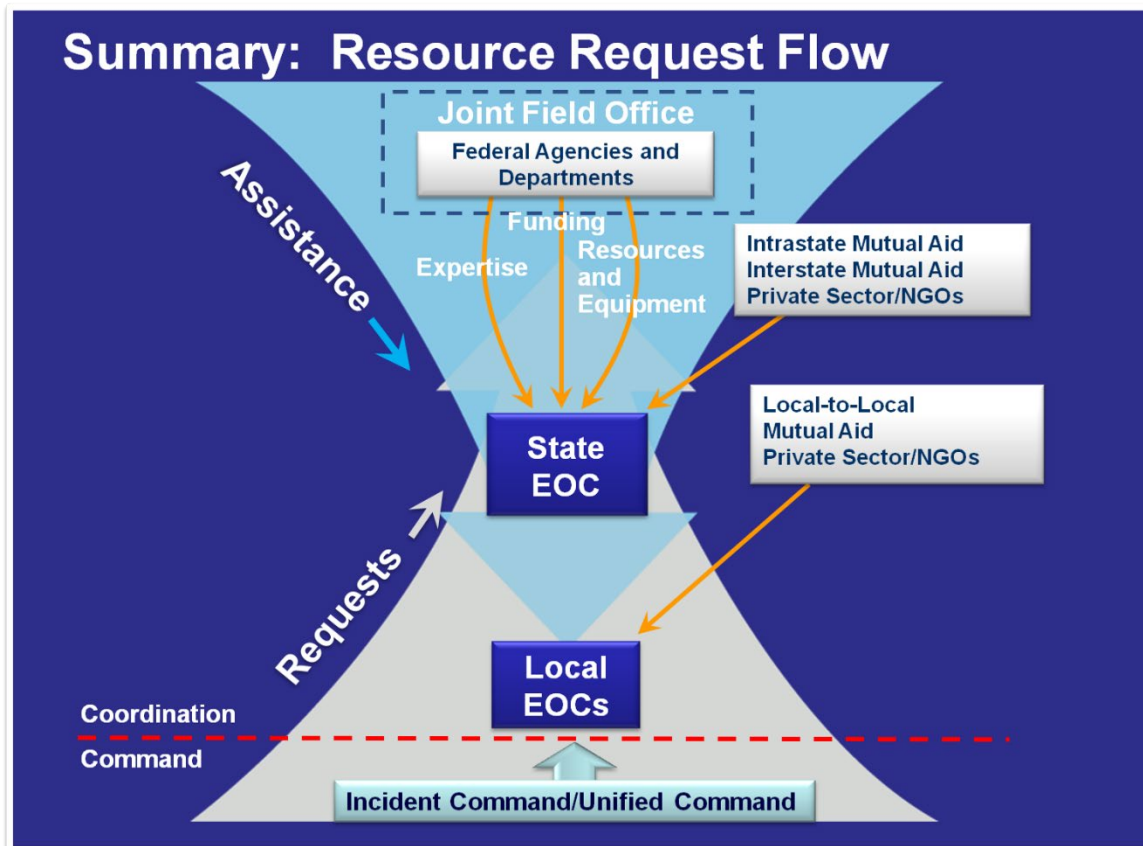 Summary:  Resource Request Flow
Joint Field Office
Federal Agencies and
Departments
Assistance
Funding
Expertise
Resources
and
Equipment
Intrastate Mutual Aid
Interstate Mutual Aid
Private Sector/NGOs
State
EOC
Local-to-Local
Mutual Aid
Private Sector/NGOs
Requests
Local
EOCs
Coordination
Command
Incident Command/Unified Command